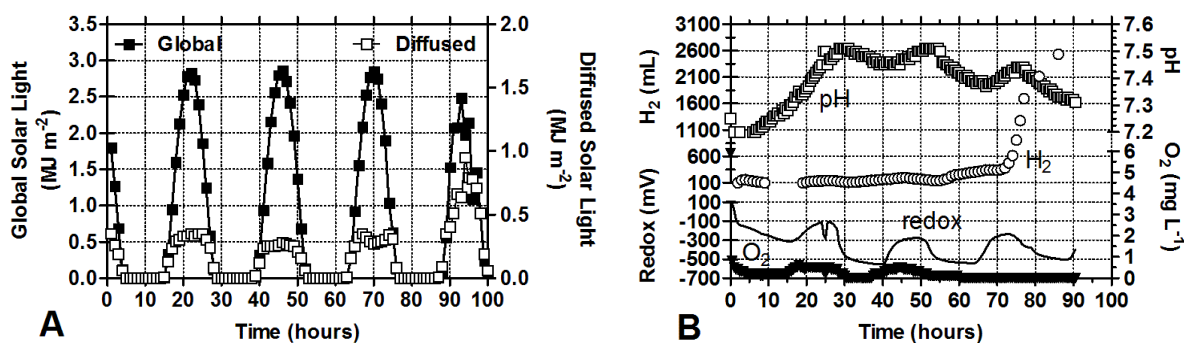 Global Diffused
Global Solar Light
(MJ m-2)
3.5
3.0
2.5
2.0
1.5
1.0
0.5
0.0
2.0
1.5
1.0
0.5
0.0
Diffused Solar Light
(MJ m-2)
0 10 20 30 40 50 60 70 80 90 100
Time (hours)
A
H2 (mL)
3100
2600
2100
1600
1100
600
100
Redox (mV)
100
-100
-300
-500
-700
pH
H2
redox
O2
7.6
7.5
7.4
7.3
7.2
pH
6
5
4
3
2
1
0
O2 (mg L-1)
0 10 20 30 40 50 60 70 80 90 100
Time (hours)
B